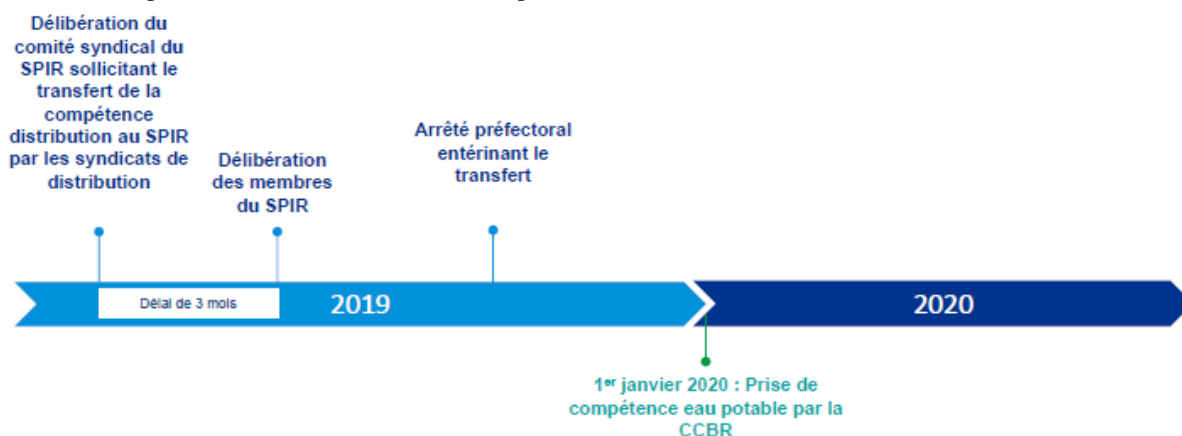 Délibération du
comité syndical du
SPIR sollicitant le
transfert de la
compétence
distribution au SPIR
par les syndicats de
distribution
Délibération
des membres
du SPIR
Arrêté préfectoral
entérinant le
transfert
Délai de 3 mois
2019
2020
1er janvier 2020 : Prise de
compétence eau potable par la
CCBR